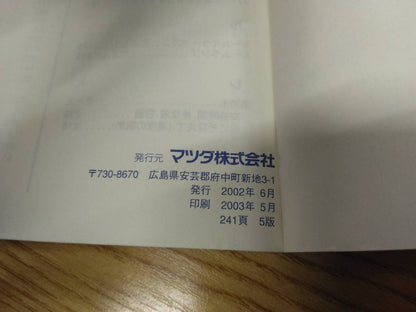 発行元 マツダ株式会社
〒730-8670 広島県安芸郡府中町新地3-1
発行 2002年 6月
印刷 2003年 5月
241頁 5版